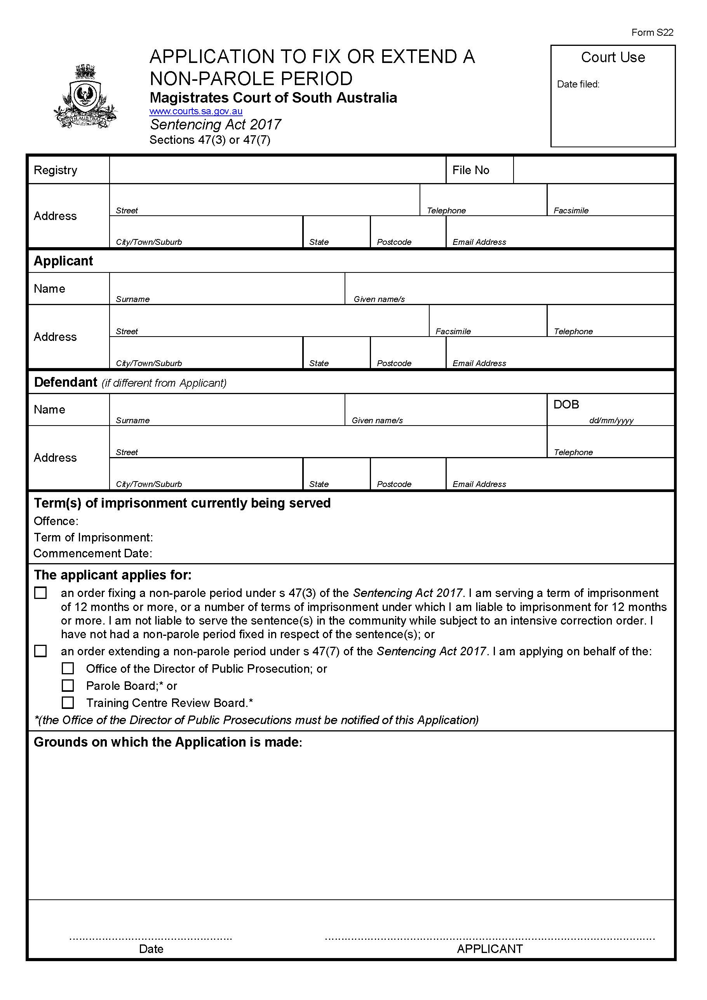 Form S22
APPLICATION TO FIX OR EXTEND A
NON-PAROLE PERIOD
Magistrates Court of South Australia
www.courts.sa.gov.au
Sentencing Act 2017
Sections 47(3) or 47(7)
Court Use
Date filed:
SOUTH AUSTRALIA
Registry
File No
Address
Street
Telephone
Facsimile
City/Town/Suburb
State
Postcode
Email Address
Applicant
Name
Surname
Given name/s
Address
Street
Facsimile
Telephone
City/Town/Suburb
State
Postcode
Email Address
Defendant (if different from Applicant)
Name
Surname
Given name/s
DOB
dd/mm/yyyy
Address
Street
Telephone
City/Town/Suburb
State
Postcode
Email Address
Term(s) of imprisonment currently being served
Offence:
Term of Imprisonment:
Commencement Date:
The applicant applies for:
an order fixing a non-parole period under s 47(3) of the Sentencing Act 2017. I am serving a term of imprisonment
of 12 months or more, or a number of terms of imprisonment under which I am liable to imprisonment for 12 months
or more. I am not liable to serve the sentence(s) in the community while subject to an intensive correction order. I
have not had a non-parole period fixed in respect of the sentence(s); or
an order extending a non-parole period under s 47(7) of the Sentencing Act 2017. I am applying on behalf of the:
Office of the Director of Public Prosecution; or
Parole Board;* or
Training Centre Review Board.*
*(the Office of the Director of Public Prosecutions must be notified of this Application)
Grounds on which the Application is made:
Date
APPLICANT